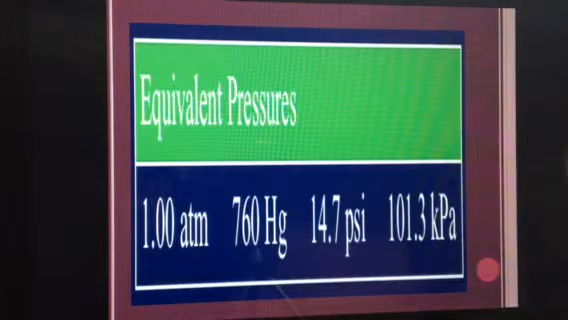 Equivalent Pressures
1.00 atm 760 Hg 14.7 psi 101.3 kPa